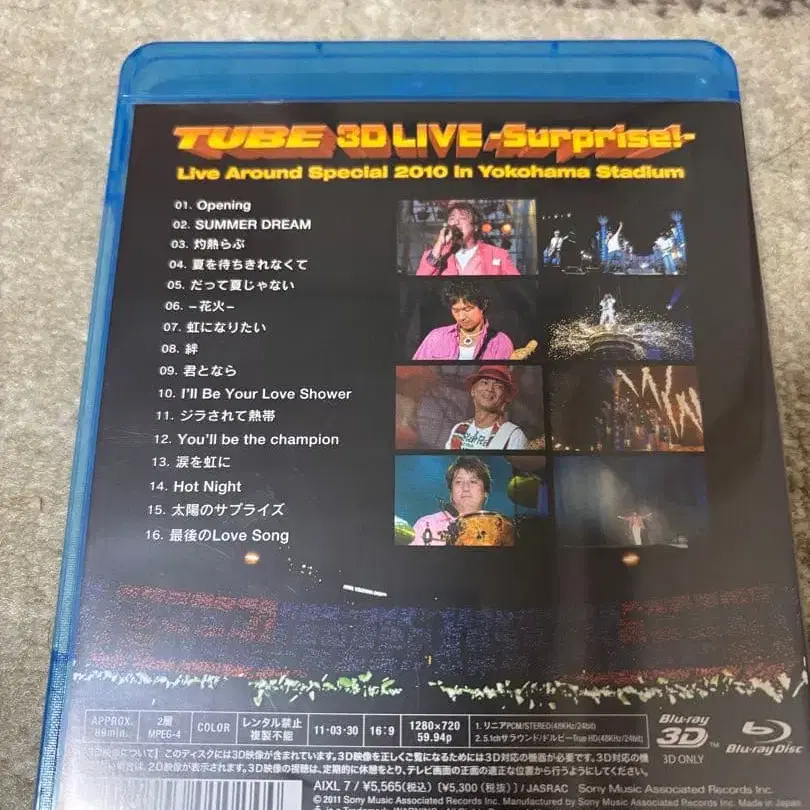 TUBE 3D LIVE -Surprise!-
Live Around Special 2010 in Yokohama Stadium
01. Opening
02. SUMMER DREAM
03. 灼熱らぶ
04. 夏を待ちきれなくて
05. だって夏じゃない
06. –花火–
07. 虹になりたい
08. 絆
09. 君となら
10. I'll Be Your Love Shower
11. ジラされて熱帯
12. You'll be the champion
13. 涙を虹に
14. Hot Night
15. 太陽のサプライズ
16. 最後のLove Song
APPROX. 89min.
2層 MPEG-4
COLOR
レンタル禁止 複製不能
11·03·30
16:9
1280×720 59.94p
1. リニアPCM/STEREO(48KHz/24bit)
2.5.1chサラウンド/ドルビーTrue HD(48KHz/24bit)
Blu-ray 3D
3D ONLY
Blu-ray Disc
このディスクには3D映像が含まれています。3D映像を正しくご覧になるためには3D対応の機器が必要です。3D対応の機
場合は、2D映像が表示されます。3D映像の視聴は、定期的に休憩をとり、テレビ画面の正面の適正な位置から行うようにしてください。
AIXL 7 / ¥5,565(税込) [¥5,300 (税抜)] / JASRAC
Sony Music Associated Records Inc.
© 2011 Sony Music Associated Records Inc. Manufactured by Sony Music Associated Records Inc. Made in Japan